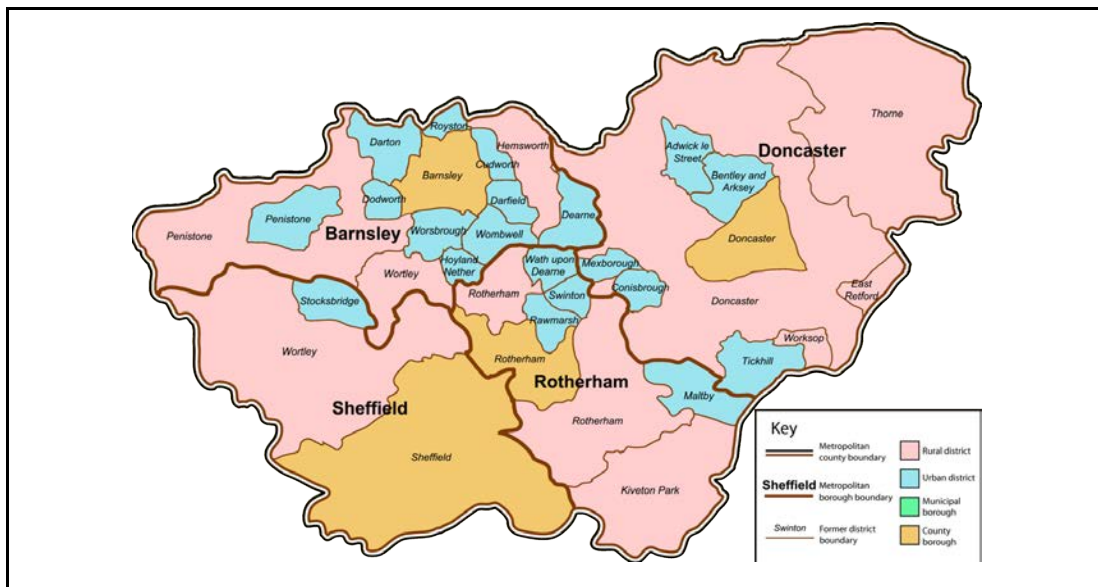 Thorne
Royston
Darton
Hemsworth
Adwick le
Street
Doncaster
Cudworth
Barnsley
Bentley and
Arksey
Dodworth
Darfield
Dearne
Penistone
Barnsley
Worsbrough
Wombwell
Doncaster
Penistone
Hoyland
Nether
Wath upon
Dearne
Mexborough
Wortley
Conisbrough
East
Retford
Rotherham
Swinton
Doncaster
Stocksbridge
Rawmarsh
Worksop
Wortley
Rotherham
Tickhill
Rotherham
Maltby
Sheffield
Rotherham
Sheffield
Kiveton Park
Key
Metropolitan
county boundary
Sheffield
Metropolitan
borough boundary
Swinton
Former district
boundary
Rural district
Urban district
Municipal
borough
County
borough